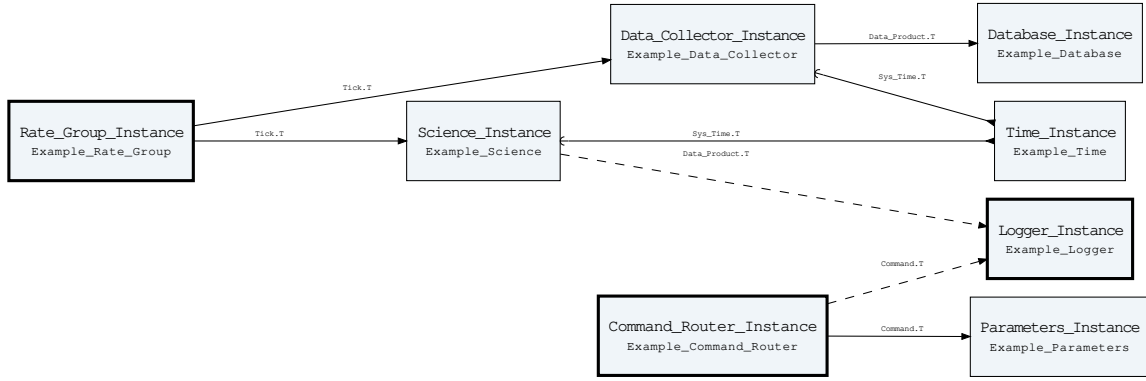 Data_Collector_Instance
Example_Data_Collector
Data_Product.T
Database_Instance
Example_Database
Tick.T
Sys_Time.T
Rate_Group_Instance
Example_Rate_Group
Tick.T
Science_Instance
Example_Science
Sys_Time.T
Data_Product.T
Time_Instance
Example_Time
Logger_Instance
Example_Logger
Command.T
Command_Router_Instance
Example_Command_Router
Command.T
Parameters_Instance
Example_Parameters